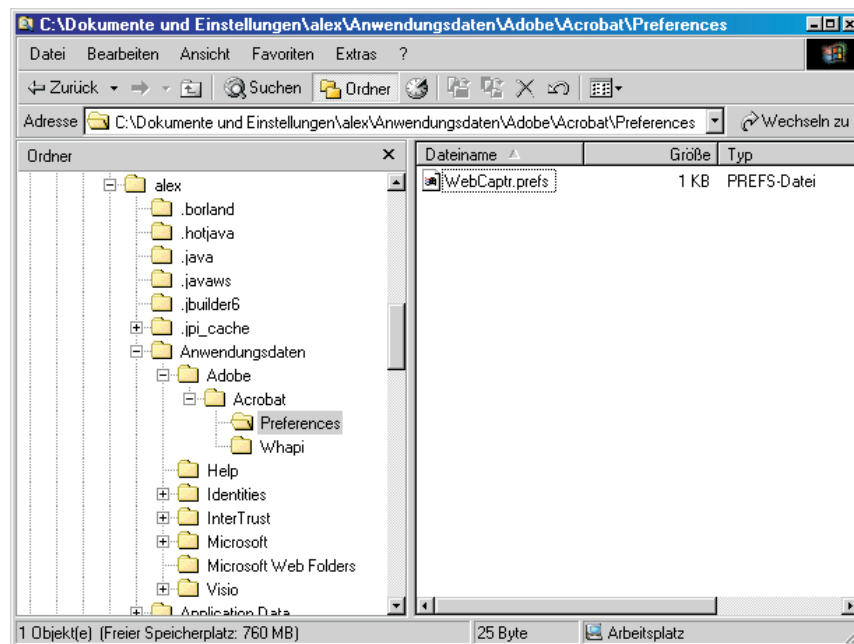 C:\Dokumente und Einstellungen\alex\Anwendungsdaten\Adobe\Acrobat\Preferences
Datei Bearbeiten Ansicht Favoriten Extras ?
Zurück Suchen Ordner
Adresse C:\Dokumente und Einstellungen\alex\Anwendungsdaten\Adobe\Acrobat\Preferences Wechseln zu
Ordner
alex
.borland
.hotjava
.java
.javaws
.jbuilder6
.jpi_cache
Anwendungsdaten
Adobe
Acrobat
Preferences
Whapi
Help
Identities
InterTrust
Microsoft
Microsoft Web Folders
Visio
Application Data
Dateiname Größe Typ
WebCaptr.prefs 1 KB PREFS-Datei
1 Objekt(e) (Freier Speicherplatz: 760 MB) 25 Byte Arbeitsplatz